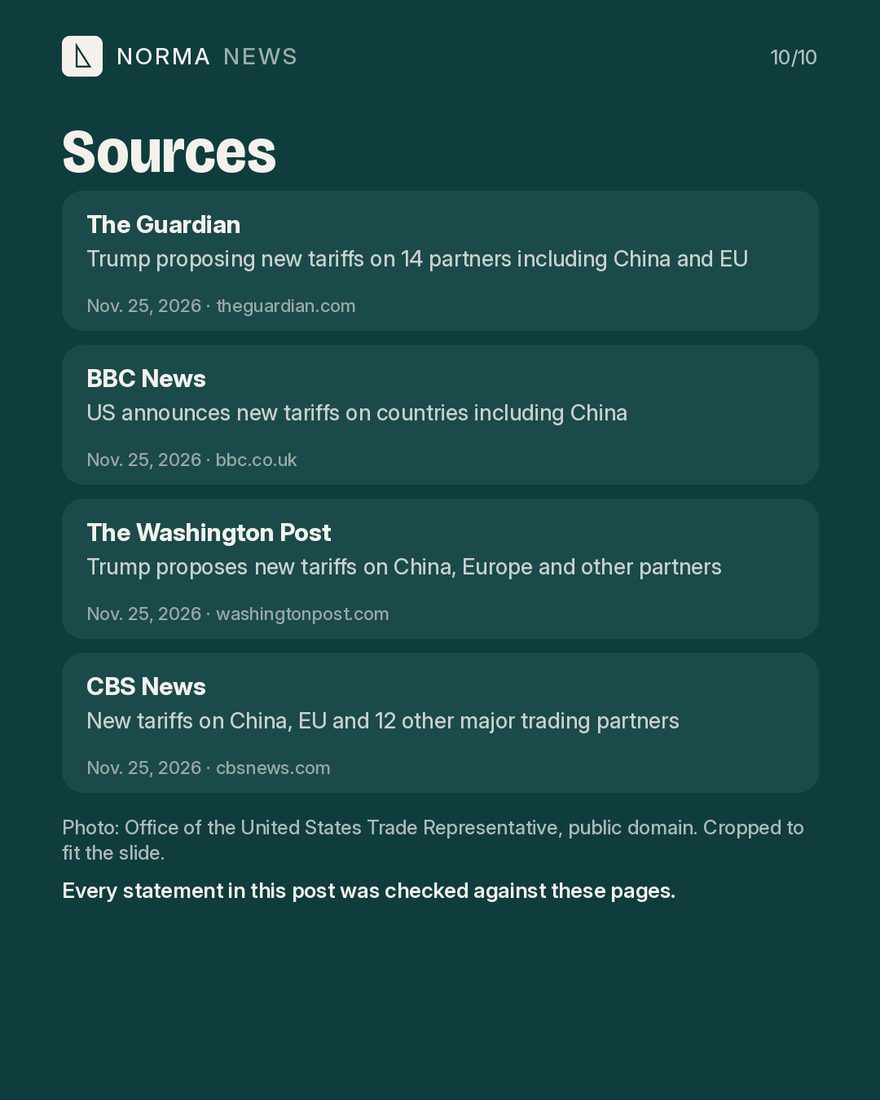 NORMA NEWS
10/10
Sources
The Guardian
Trump proposing new tariffs on 14 partners including China and EU
Nov. 25, 2026 · theguardian.com
BBC News
US announces new tariffs on countries including China
Nov. 25, 2026 · bbc.co.uk
The Washington Post
Trump proposes new tariffs on China, Europe and other partners
Nov. 25, 2026 · washingtonpost.com
CBS News
New tariffs on China, EU and 12 other major trading partners
Nov. 25, 2026 · cbsnews.com
Photo: Office of the United States Trade Representative, public domain. Cropped to
fit the slide.
Every statement in this post was checked against these pages.